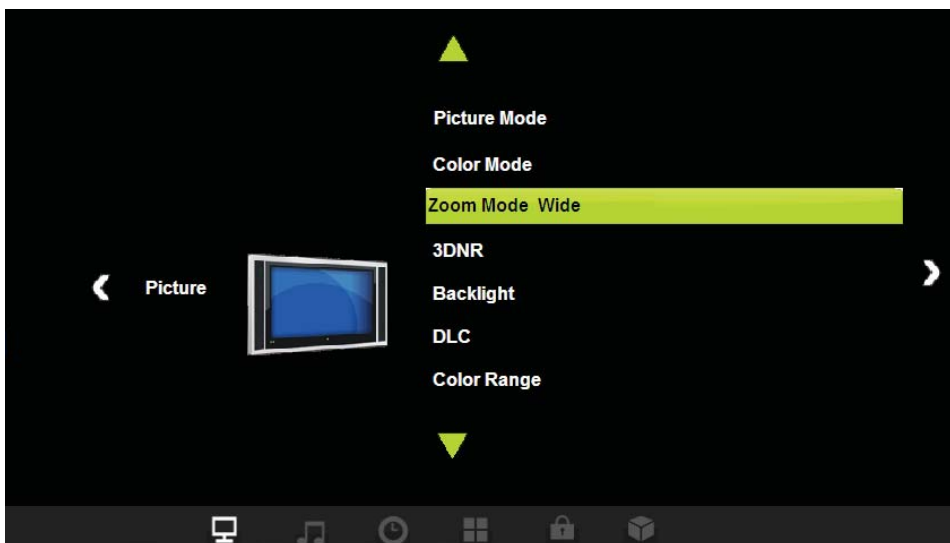 Picture Mode
Color Mode
Zoom Mode Wide
3DNR
Picture
Backlight
DLC
Color Range